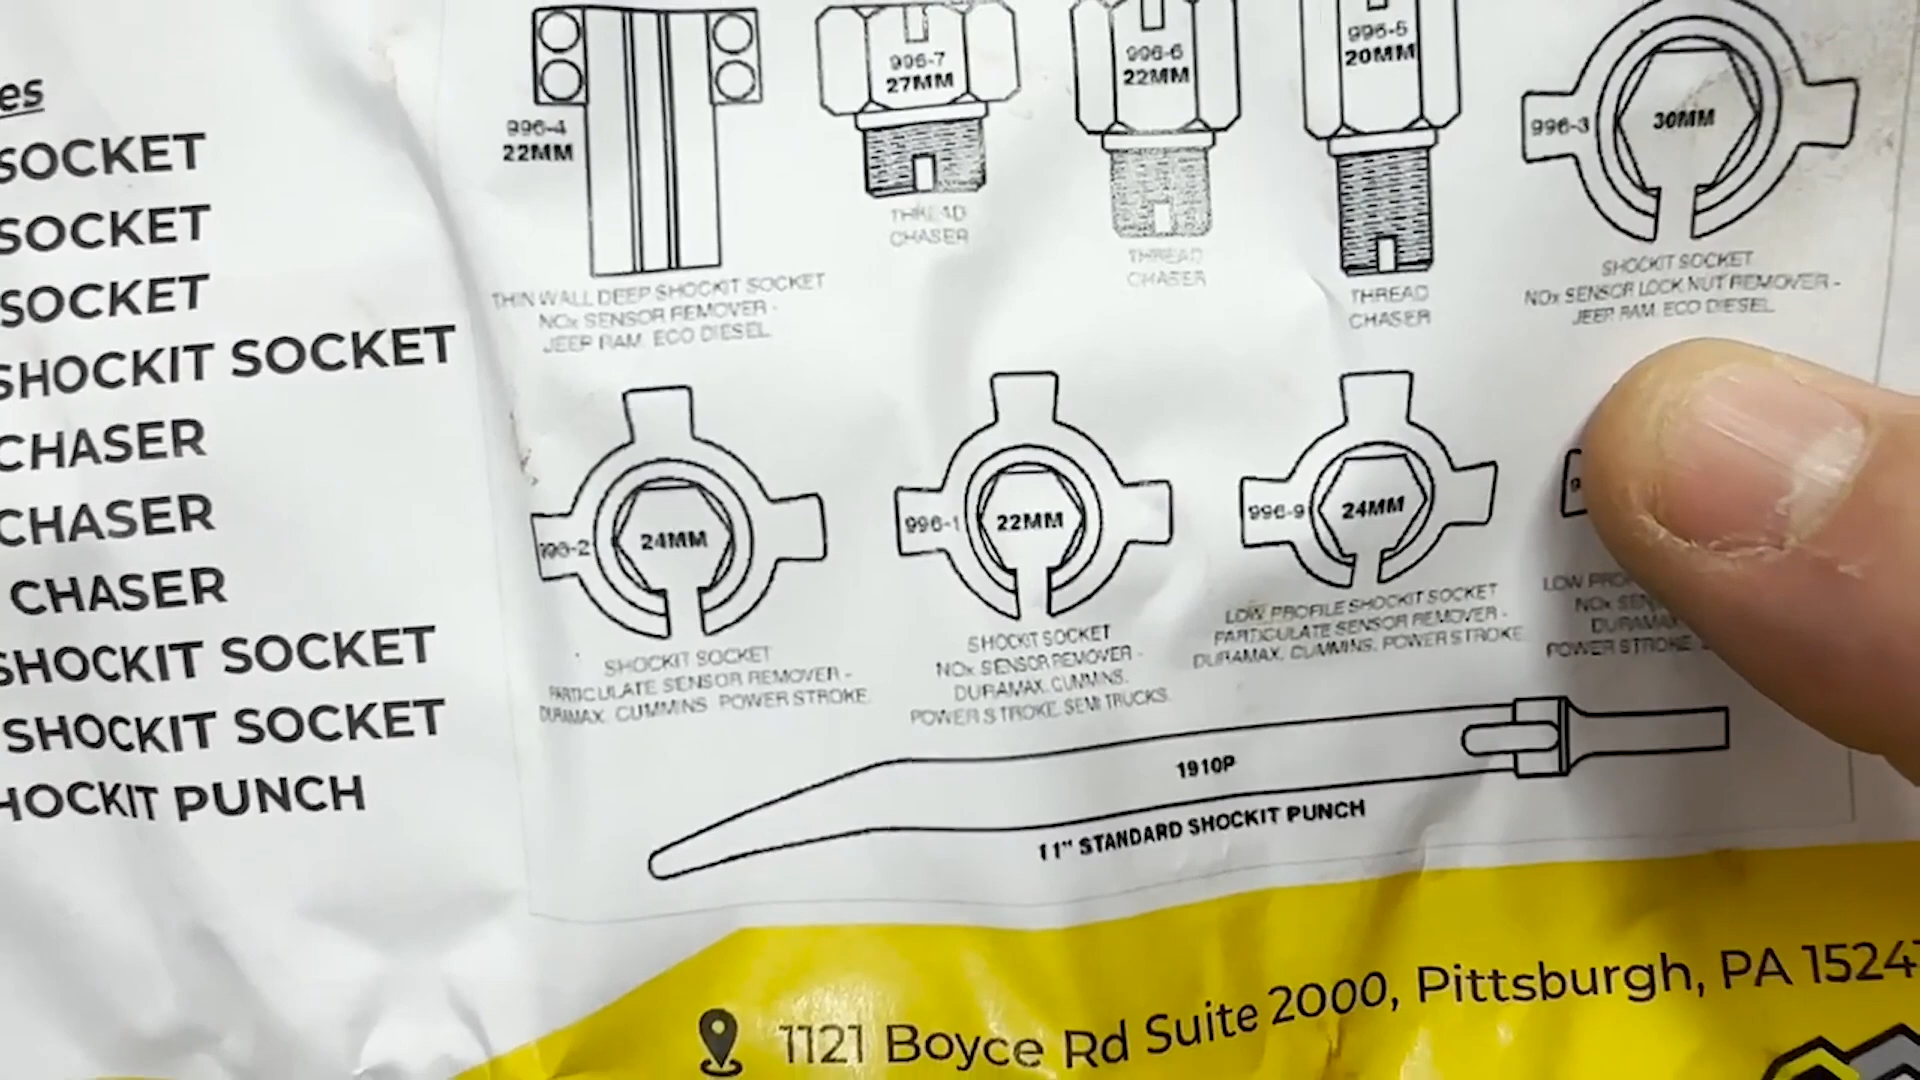 es
SOCKET
SOCKET
SOCKET
SHOCKIT SOCKET
CHASER
CHASER
CHASER
SHOCKIT SOCKET
SHOCKIT SOCKET
HOCKIT PUNCH
996-4
22MM
THIN WALL DEEP SHOCKIT SOCKET
NOx SENSOR REMOVER -
JEEP RAM. ECO DIESEL
996-7
27MM
THREAD
CHASER
996-6
22MM
THREAD
CHASER
996-5
20MM
THREAD
CHASER
996-3
30MM
SHOCKIT SOCKET
NOx SENSOR LOCK NUT REMOVER -
JEEP RAM. ECO DIESEL
996-2
24MM
SHOCKIT SOCKET
PARTICULATE SENSOR REMOVER -
DURAMAX. CUMMINS. POWER STROKE.
996-1
22MM
SHOCKIT SOCKET
NOx SENSOR REMOVER -
DURAMAX. CUMMINS.
POWER STROKE. SEMI TRUCKS.
996-9
24MM
LOW PROFILE SHOCKIT SOCKET
PARTICULATE SENSOR REMOVER -
DURAMAX. CUMMINS. POWER STROKE
9
LOW PROF
NOx SEN
DURAMAX
POWER STROKE.
1910P
11" STANDARD SHOCKIT PUNCH
1121 Boyce Rd Suite 2000, Pittsburgh, PA 1524